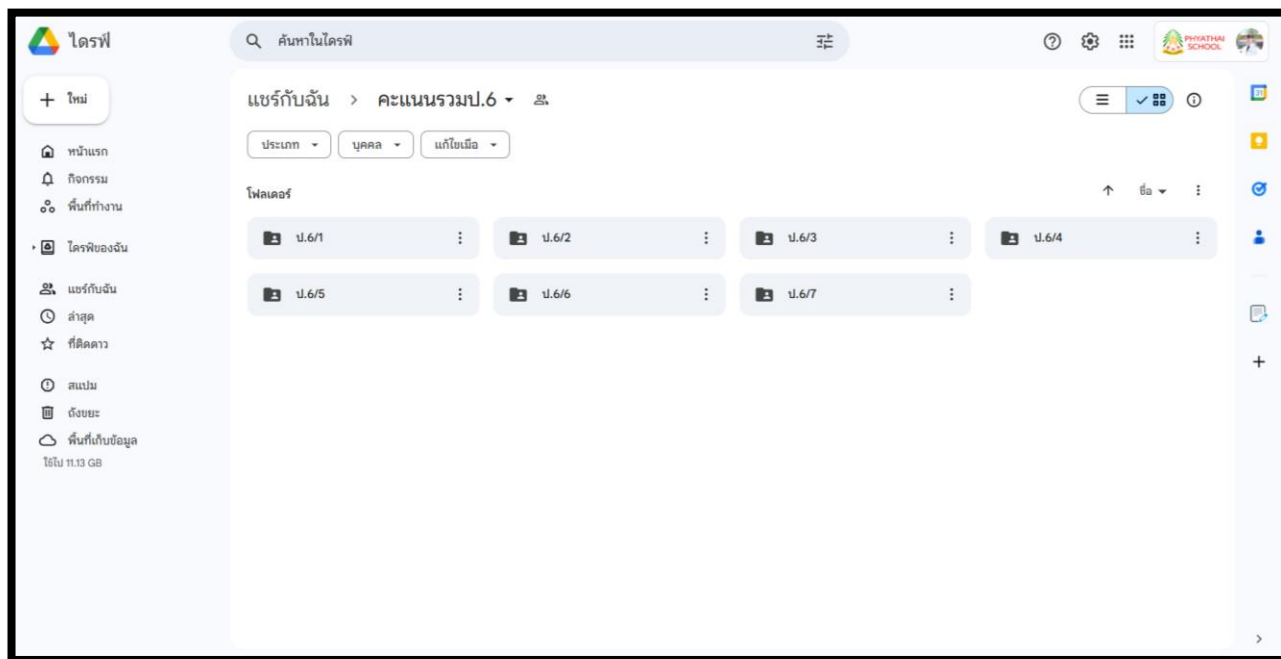 ไดรฟ์
ค้นหาในไดรฟ์
PHYATHAI
SCHOOL
ใหม่
แชร์กับฉัน > คะแนนรวมป.6
ประเภท
บุคคล
แก้ไขเมื่อ
หน้าแรก
กิจกรรม
พื้นที่ทำงาน
ไดรฟ์ของฉัน
แชร์กับฉัน
ล่าสุด
ที่ติดดาว
สแปม
ถังขยะ
พื้นที่เก็บข้อมูล
ใช้ไป 11.13 GB
โฟลเดอร์
ชื่อ
ป.6/1
ป.6/2
ป.6/3
ป.6/4
ป.6/5
ป.6/6
ป.6/7
31